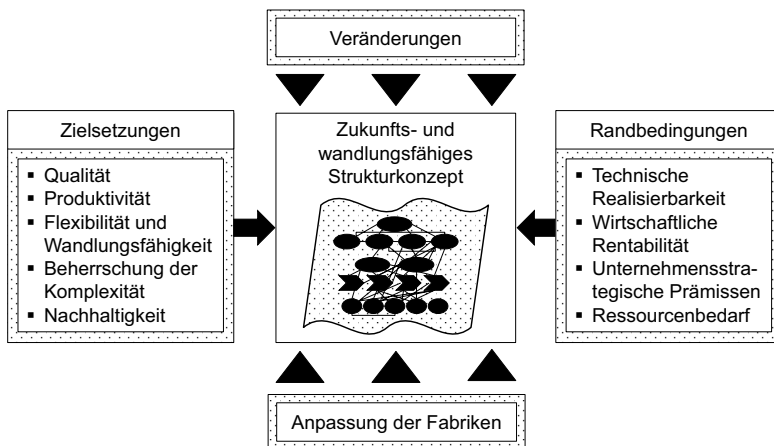 Veränderungen
Zielsetzungen
▪ Qualität
▪ Produktivität
▪ Flexibilität und
Wandlungsfähigkeit
▪ Beherrschung der
Komplexität
▪ Nachhaltigkeit
Zukunfts- und
wandlungsfähiges
Strukturkonzept
Randbedingungen
▪ Technische
Realisierbarkeit
▪ Wirtschaftliche
Rentabilität
▪ Unternehmensstra-
tegische Prämissen
▪ Ressourcenbedarf
Anpassung der Fabriken